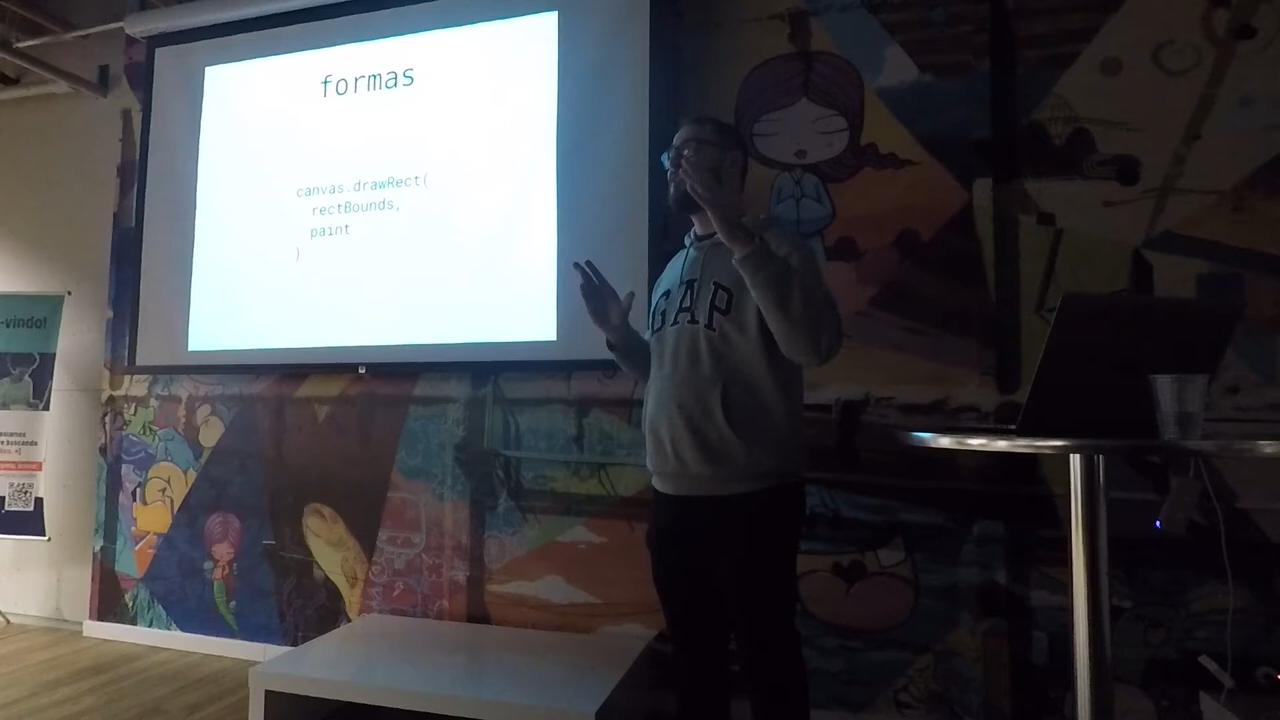 formas
canvas.drawRect(
rectBounds,
paint
)
GAP
-vindo!